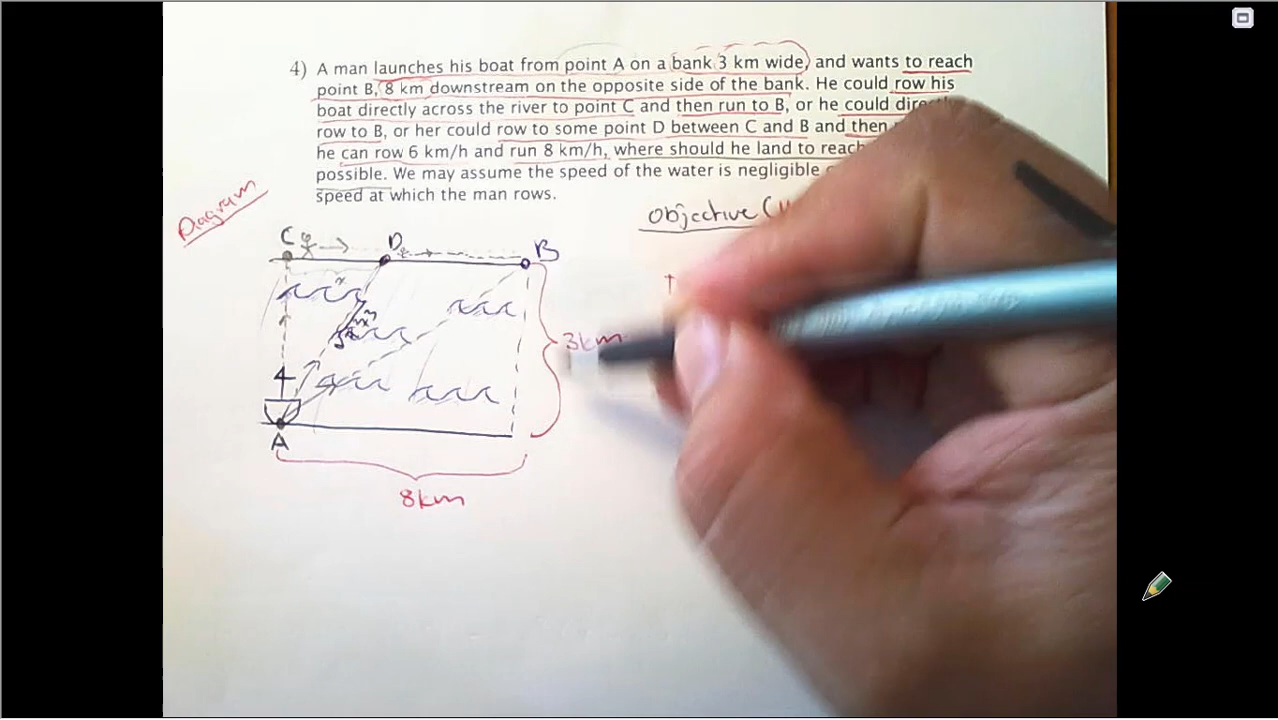 4) A man launches his boat from point A on a bank 3 km wide, and wants to reach
point B, 8 km downstream on the opposite side of the bank. He could row his
boat directly across the river to point C and then run to B, or he could
row to B, or her could row to some point D between C and B and then
he can row 6 km/h and run 8 km/h, where should he land to reach
possible. We may assume the speed of the water is negligible
speed at which the man rows.
Diagram
Objective
C D B
x
3km
A
8km